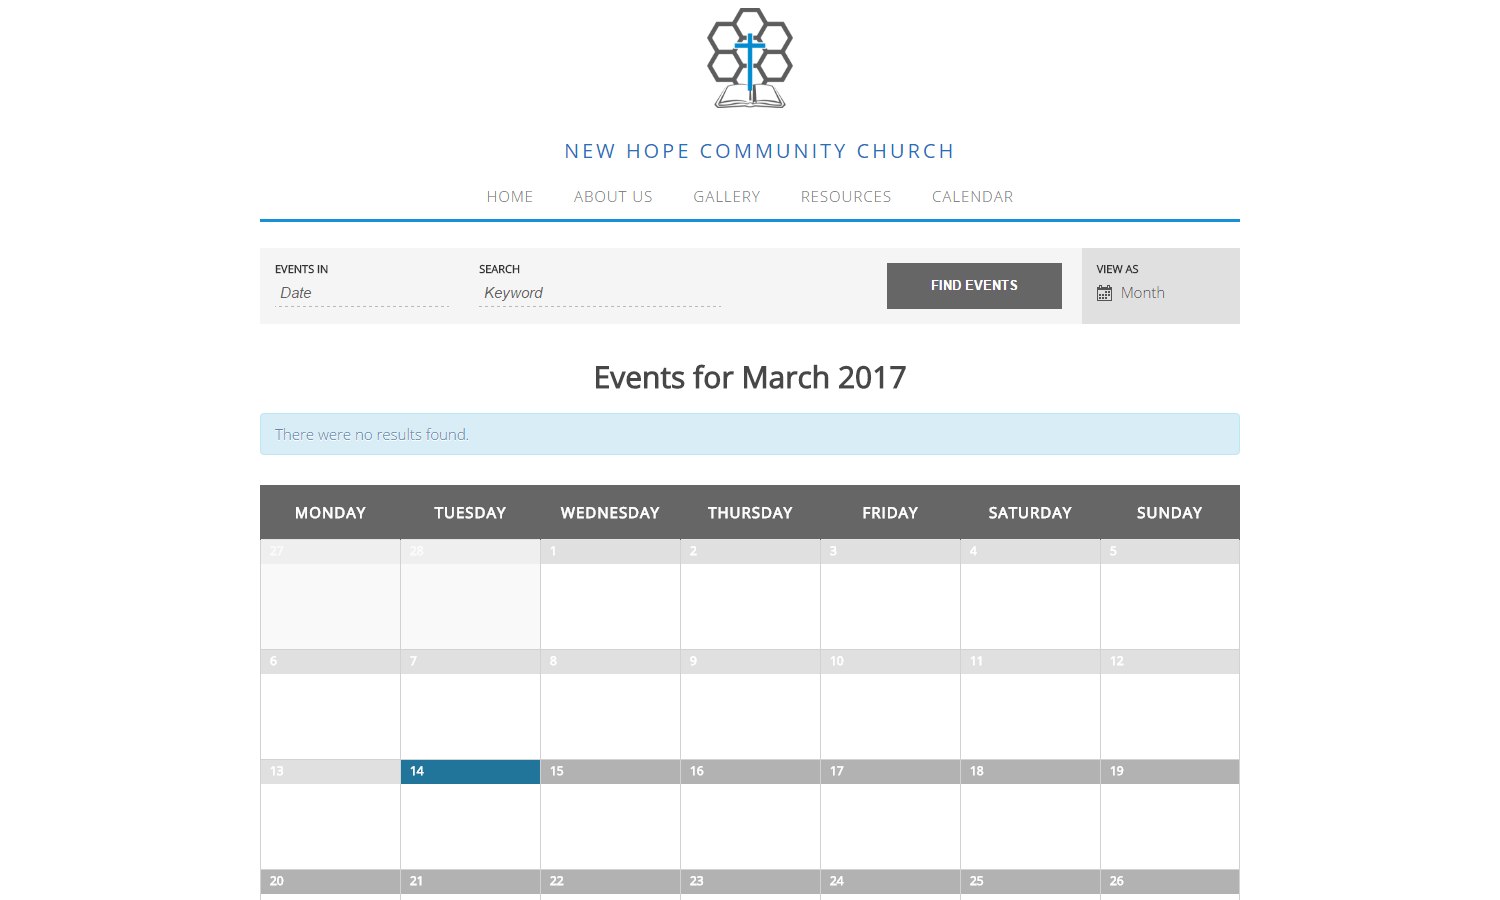 NEW HOPE COMMUNITY CHURCH
HOME ABOUT US GALLERY RESOURCES CALENDAR
EVENTS IN SEARCH VIEW AS
Date Keyword FIND EVENTS Month
Events for March 2017
There were no results found.
MONDAY TUESDAY WEDNESDAY THURSDAY FRIDAY SATURDAY SUNDAY
27 28 1 2 3 4 5
6 7 8 9 10 11 12
13 14 15 16 17 18 19
20 21 22 23 24 25 26